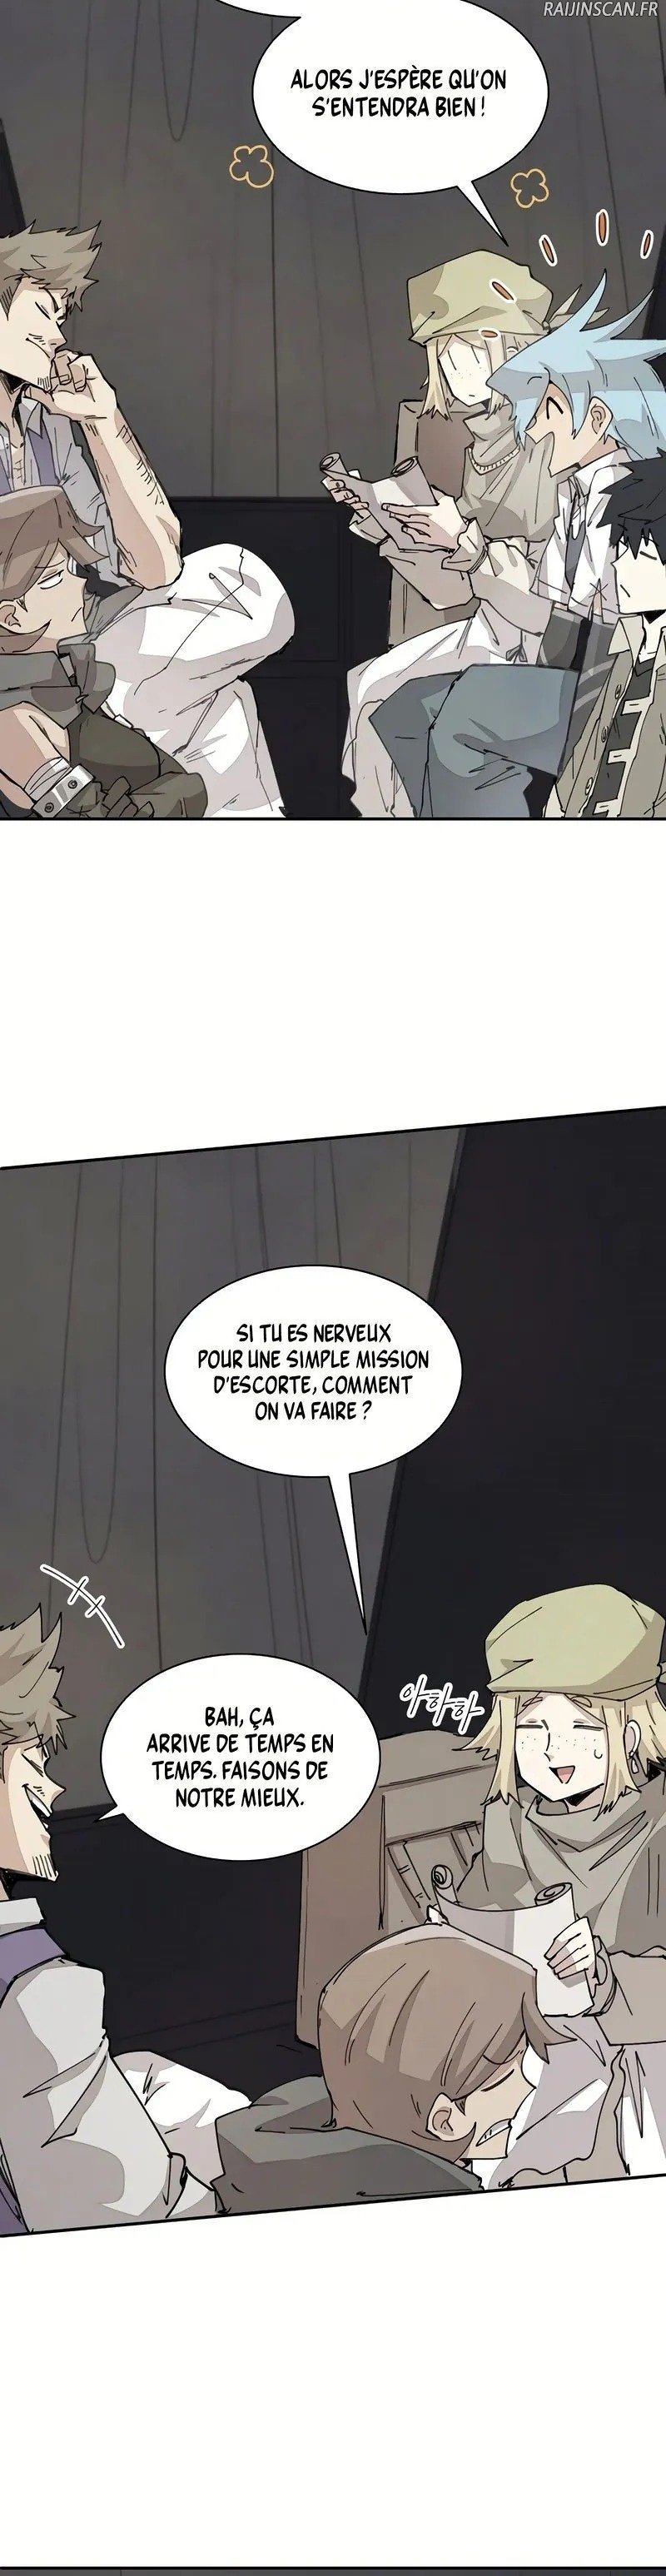 RAIJINSCAN.FR
ALORS J'ESPÈRE QU'ON
S'ENTENDRA BIEN !
SI TU ES NERVEUX
POUR UNE SIMPLE MISSION
D'ESCORTE, COMMENT
ON VA FAIRE ?
아하하
BAH, ÇA
ARRIVE DE TEMPS EN
TEMPS. FAISONS DE
NOTRE MIEUX.